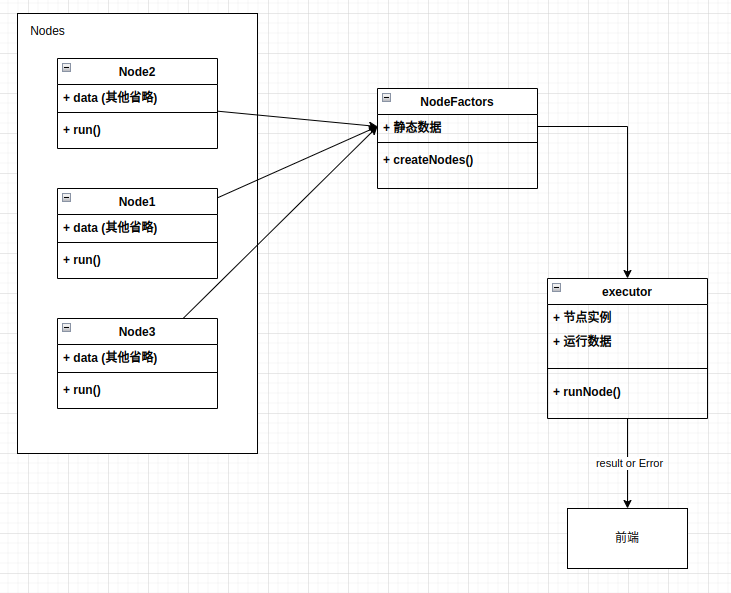 Nodes
Node2
+ data (其他省略)
+ run()
Node1
+ data (其他省略)
+ run()
Node3
+ data (其他省略)
+ run()
NodeFactors
+ 静态数据
+ createNodes()
executor
+ 节点实例
+ 运行数据
+ runNode()
result or Error
前端